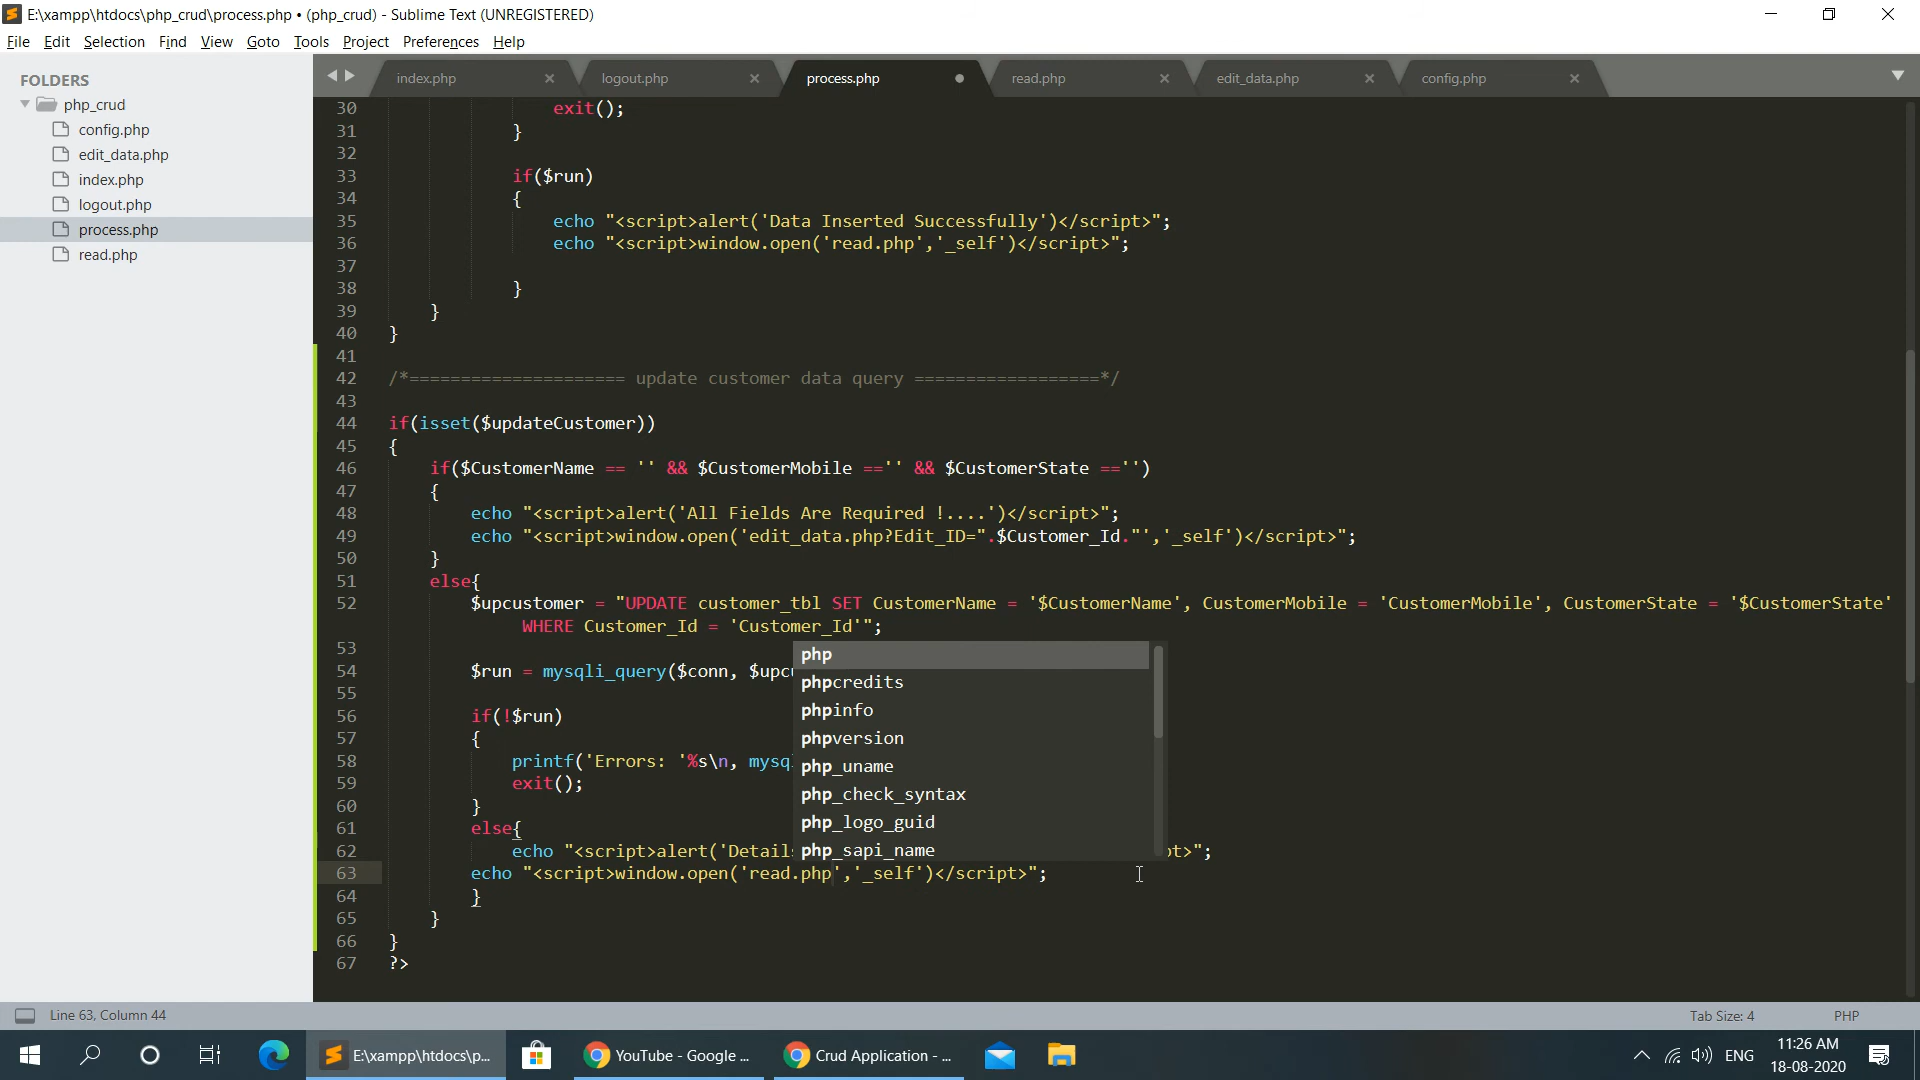 E:\xampp\htdocs\php_crud\process.php • (php_crud) - Sublime Text (UNREGISTERED)
File Edit Selection Find View Goto Tools Project Preferences Help
FOLDERS
php_crud
config.php
edit_data.php
index.php
logout.php
process.php
read.php
index.php × logout.php × process.php read.php × edit_data.php × config.php ×
30 exit();
31 }
32
33 if($run)
34 {
35 echo "<script>alert('Data Inserted Successfully')</script>";
36 echo "<script>window.open('read.php','_self')</script>";
37
38 }
39 }
40 }
41
42 /*===================== update customer data query ==================*/
43
44 if(isset($updateCustomer))
45 {
46 if($CustomerName == '' && $CustomerMobile =='' && $CustomerState =='')
47 {
48 echo "<script>alert('All Fields Are Required !....')</script>";
49 echo "<script>window.open('edit_data.php?Edit_ID=".$Customer_Id."','_self')</script>";
50 }
51 else{
52 $upcustomer = "UPDATE customer_tbl SET CustomerName = '$CustomerName', CustomerMobile = 'CustomerMobile', CustomerState = '$CustomerState'
WHERE Customer_Id = 'Customer_Id'";
53
54 $run = mysqli_query($conn, $upcu
55
56 if(!$run)
57 {
58 printf('Errors: '%s\n, mysql
59 exit();
60 }
61 else{
62 echo "<script>alert('Details pt>";
63 echo "<script>window.open('read.php','_self')</script>";
64 }
65 }
66 }
67 ?>
php
phpcredits
phpinfo
phpversion
php_uname
php_check_syntax
php_logo_guid
php_sapi_name
Line 63, Column 44 Tab Size: 4 PHP
E:\xampp\htdocs\p... YouTube - Google ... Crud Application - ... ENG 11:26 AM
18-08-2020